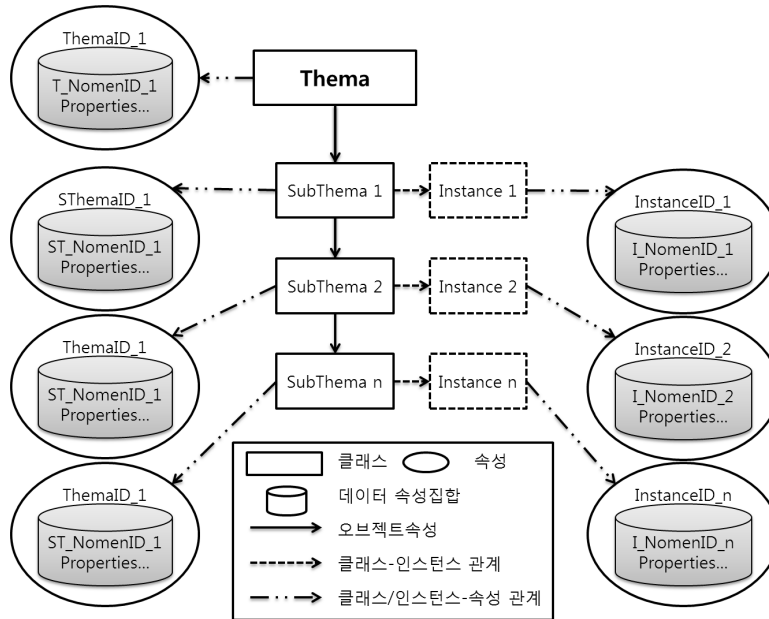 ThemaID_1
T_NomenID_1
Properties...
Thema
SThemaID_1
ST_NomenID_1
Properties...
SubThema 1
Instance 1
InstanceID_1
I_NomenID_1
Properties...
SubThema 2
Instance 2
ThemaID_1
ST_NomenID_1
Properties...
InstanceID_2
I_NomenID_2
Properties...
SubThema n
Instance n
ThemaID_1
ST_NomenID_1
Properties...
InstanceID_n
I_NomenID_n
Properties...
클래스
속성
데이터 속성집합
오브젝트속성
클래스-인스턴스 관계
클래스/인스턴스-속성 관계